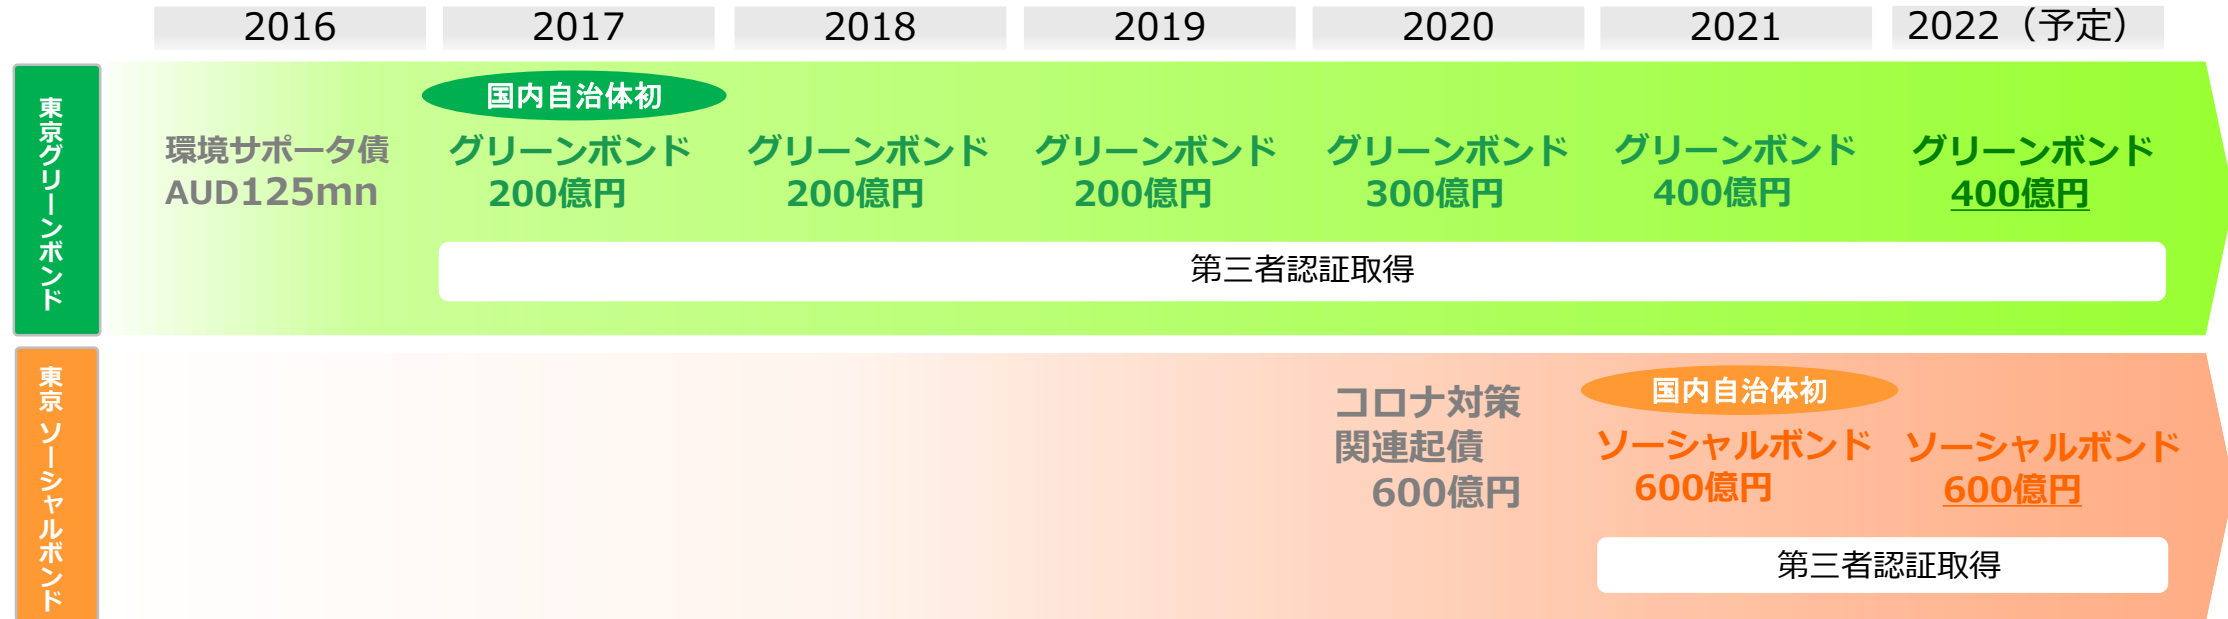 2016
2017
2018
2019
2020
2021
2022（予定）
東京グリーンボンド
環境サポータ債
AUD125mn
国内自治体初
グリーンボンド
200億円
グリーンボンド
200億円
グリーンボンド
200億円
グリーンボンド
300億円
グリーンボンド
400億円
グリーンボンド
400億円
第三者認証取得
東京 ソーシャルボンド
コロナ対策
関連起債
600億円
国内自治体初
ソーシャルボンド
600億円
ソーシャルボンド
600億円
第三者認証取得